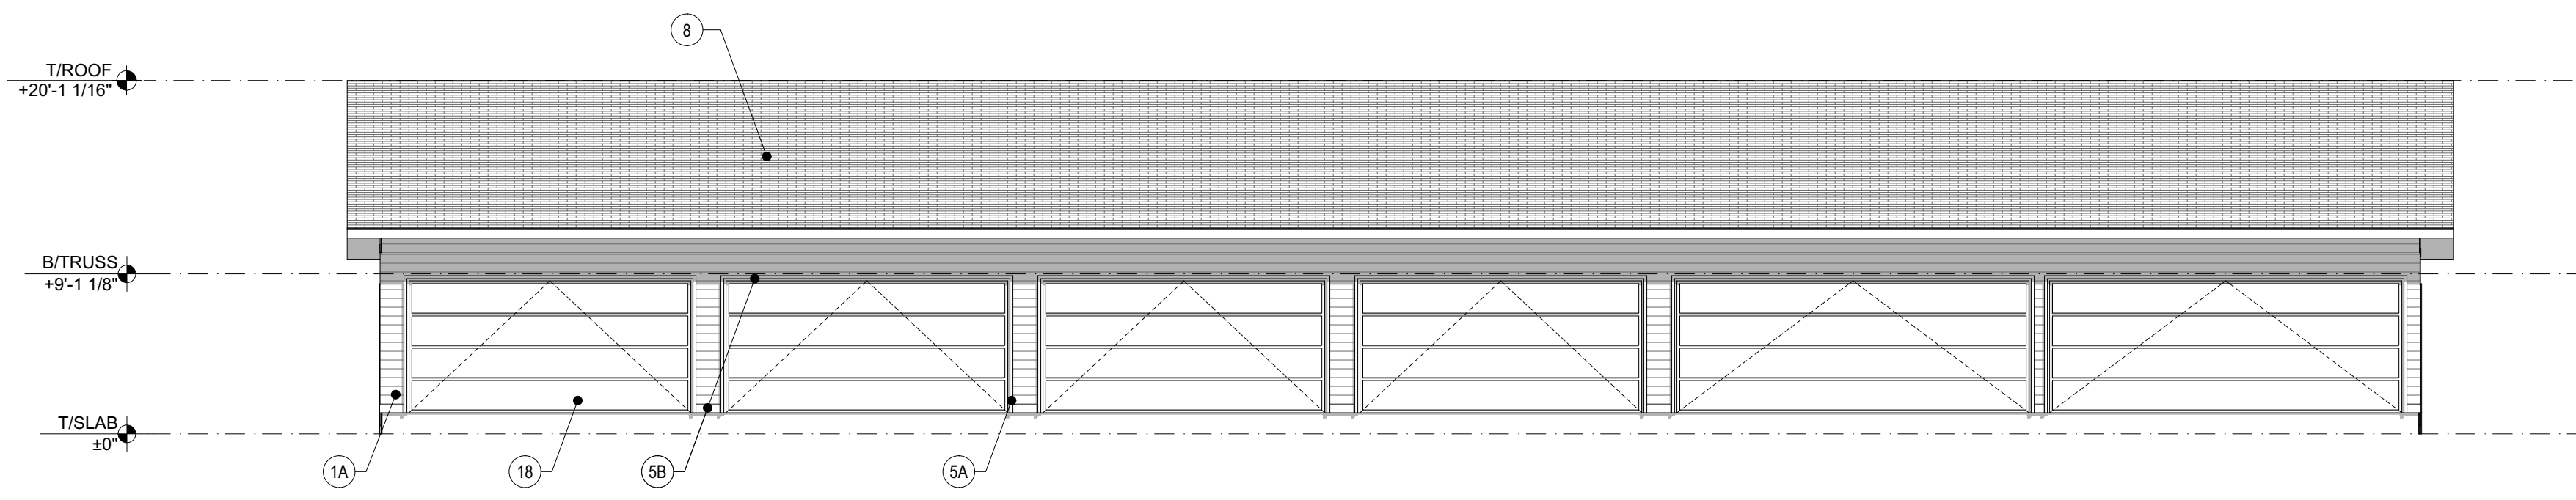 8
T/ROOF
+20'-1 1/16"
B/TRUSS
+9'-1 1/8"
T/SLAB
±0"
1A
18
5B
5A